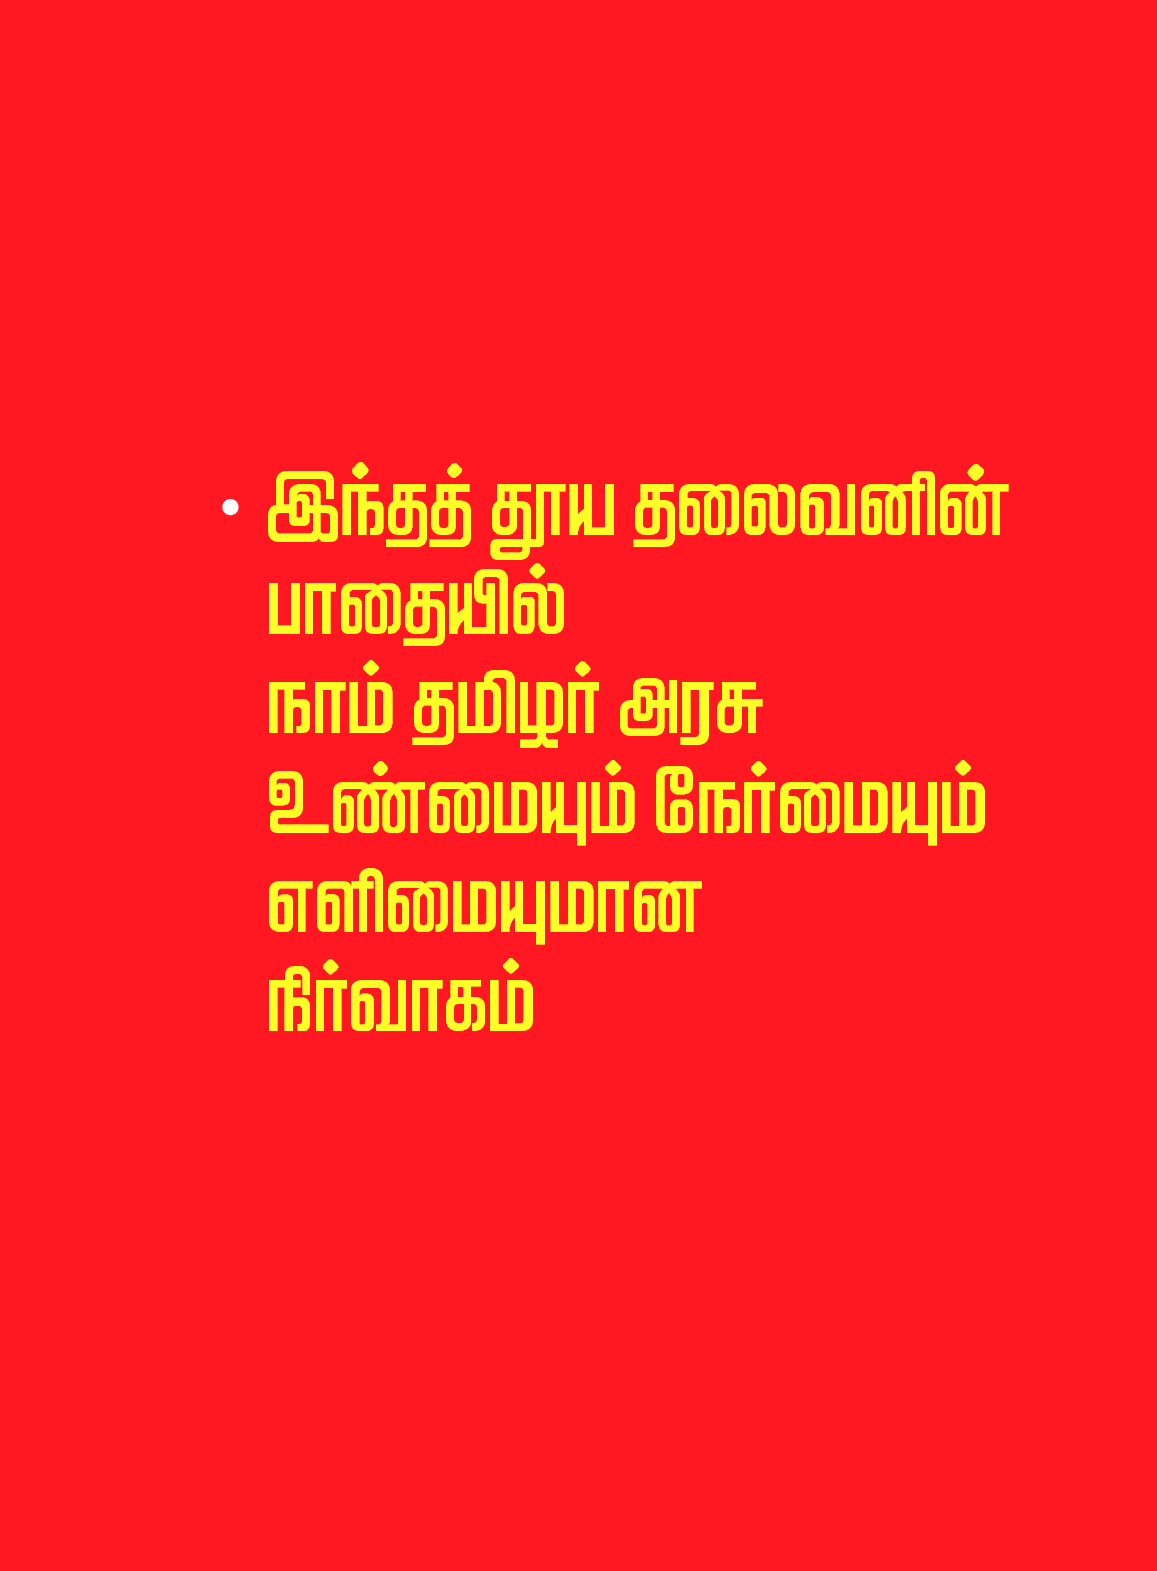 • இந்தத் தூய தலைவனின்
பாதையில்
நாம் தமிழர் அரசு
உண்மையும் நேர்மையும்
எளிமையுமான
நிர்வாகம்